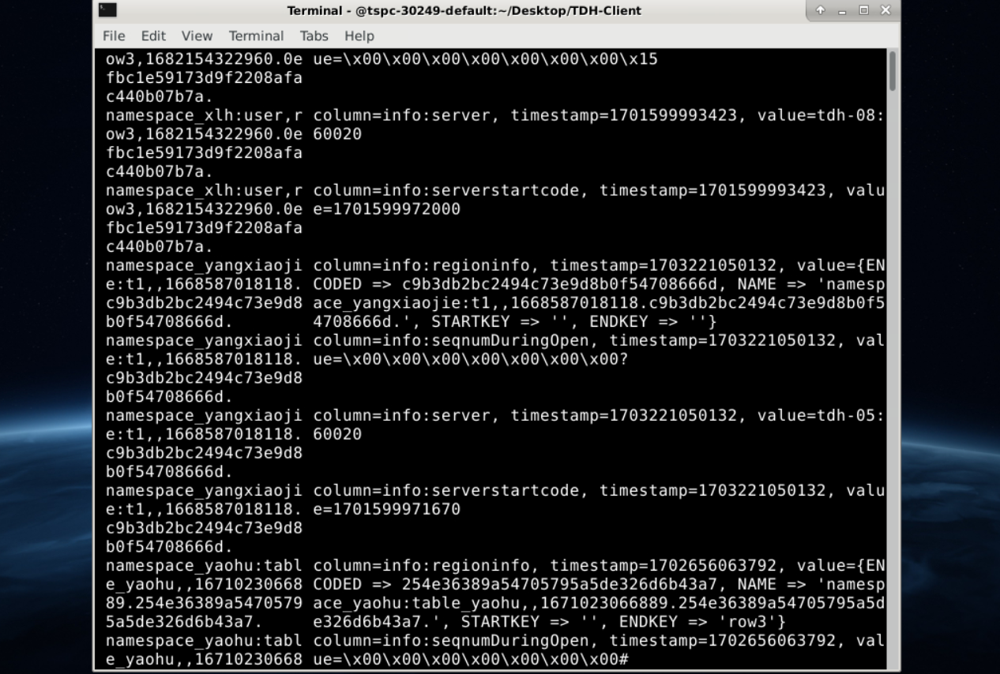 Terminal - @tspc-30249-default:~/Desktop/TDH-Client
File Edit View Terminal Tabs Help
ow3,1682154322960.0e ue=\x00\x00\x00\x00\x00\x00\x00\x15
fbc1e59173d9f2208afa
c440b07b7a.
namespace_xlh:user,r column=info:server, timestamp=1701599993423, value=tdh-08:
ow3,1682154322960.0e 60020
fbc1e59173d9f2208afa
c440b07b7a.
namespace_xlh:user,r column=info:serverstartcode, timestamp=1701599993423, valu
ow3,1682154322960.0e e=1701599972000
fbc1e59173d9f2208afa
c440b07b7a.
namespace_yangxiaoji column=info:regioninfo, timestamp=1703221050132, value={EN
e:t1,,1668587018118. CODED => c9b3db2bc2494c73e9d8b0f54708666d, NAME => 'namesp
c9b3db2bc2494c73e9d8 ace_yangxiaojie:t1,,1668587018118.c9b3db2bc2494c73e9d8b0f5
b0f54708666d. 4708666d.', STARTKEY => '', ENDKEY => ''}
namespace_yangxiaoji column=info:seqnumDuringOpen, timestamp=1703221050132, val
e:t1,,1668587018118. ue=\x00\x00\x00\x00\x00\x00\x00?
c9b3db2bc2494c73e9d8
b0f54708666d.
namespace_yangxiaoji column=info:server, timestamp=1703221050132, value=tdh-05:
e:t1,,1668587018118. 60020
c9b3db2bc2494c73e9d8
b0f54708666d.
namespace_yangxiaoji column=info:serverstartcode, timestamp=1703221050132, valu
e:t1,,1668587018118. e=1701599971670
c9b3db2bc2494c73e9d8
b0f54708666d.
namespace_yaohu:tabl column=info:regioninfo, timestamp=1702656063792, value={EN
e_yaohu,,16710230668 CODED => 254e36389a54705795a5de326d6b43a7, NAME => 'namesp
89.254e36389a5470579 ace_yaohu:table_yaohu,,1671023066889.254e36389a54705795a5d
5a5de326d6b43a7. e326d6b43a7.', STARTKEY => '', ENDKEY => 'row3'}
namespace_yaohu:tabl column=info:seqnumDuringOpen, timestamp=1702656063792, val
e_yaohu,,16710230668 ue=\x00\x00\x00\x00\x00\x00\x00#